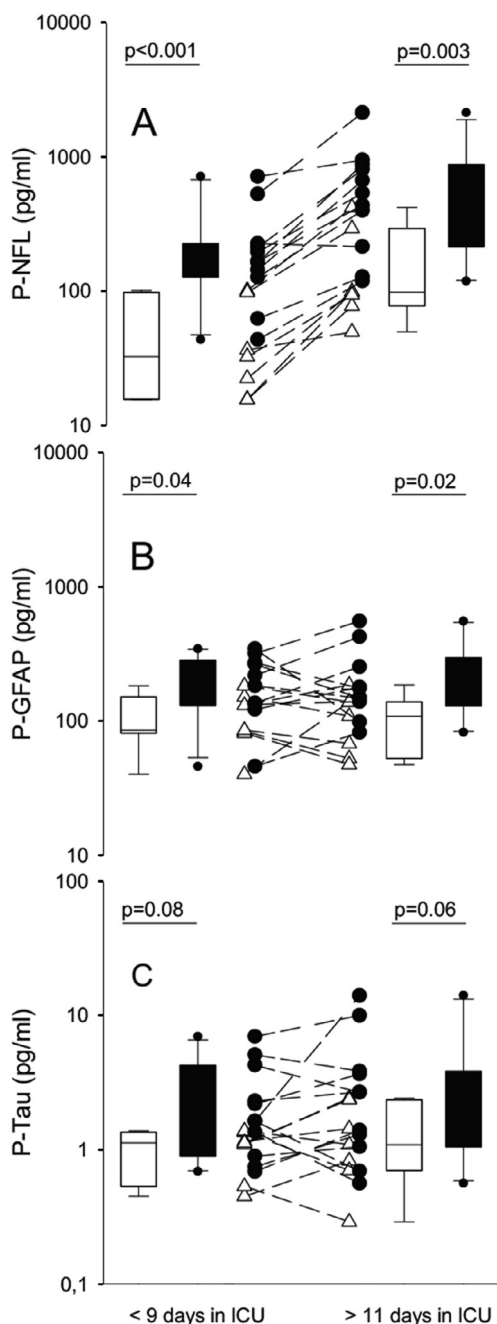 10000
p<0.001
p=0.003
A
1000
P-NFL (pg/ml)
100
10
10000
p=0.04
p=0.02
B
1000
P-GFAP (pg/ml)
100
10
100
p=0.08
p=0.06
C
10
P-Tau (pg/ml)
1
0,1
< 9 days in ICU
> 11 days in ICU